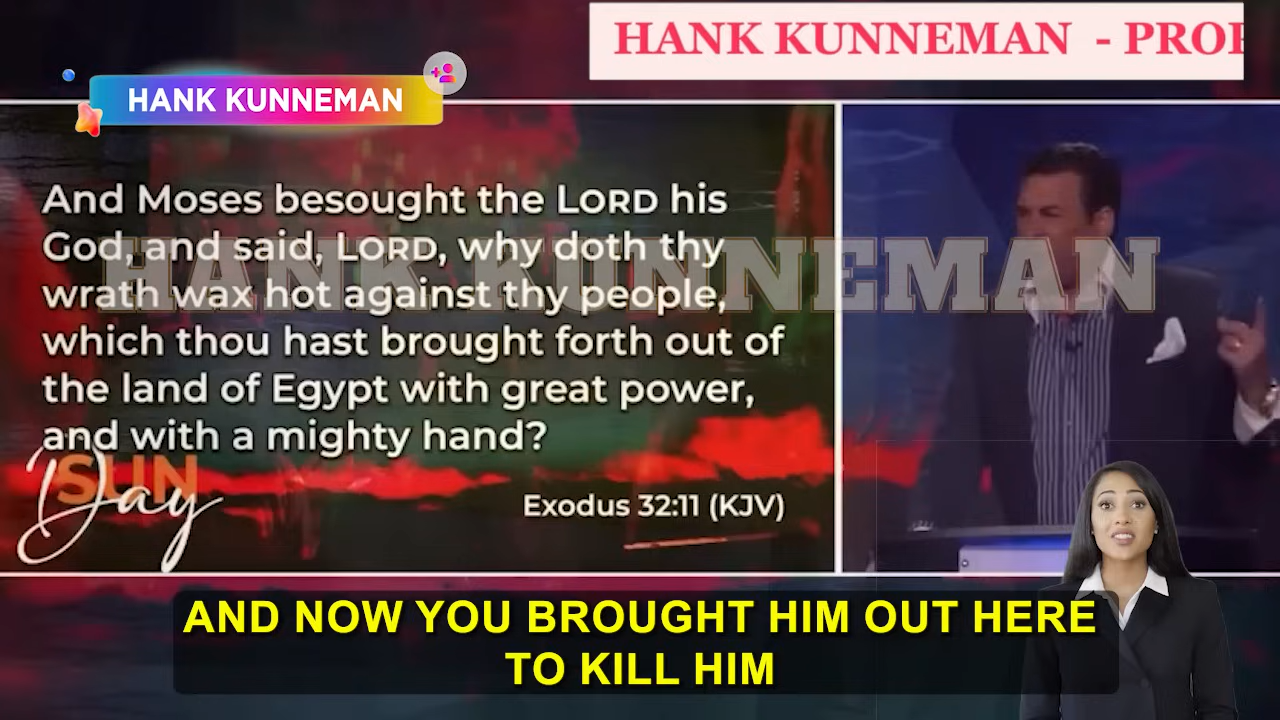 HANK KUNNEMAN - PROP
HANK KUNNEMAN
And Moses besought the LORD his
God, and said, LORD, why doth thy
HANK KUNNEMAN
wrath wax hot against thy people,
which thou hast brought forth out of
the land of Egypt with great power,
and with a mighty hand?
SUN
Day
Exodus 32:11 (KJV)
AND NOW YOU BROUGHT HIM OUT HERE
TO KILL HIM